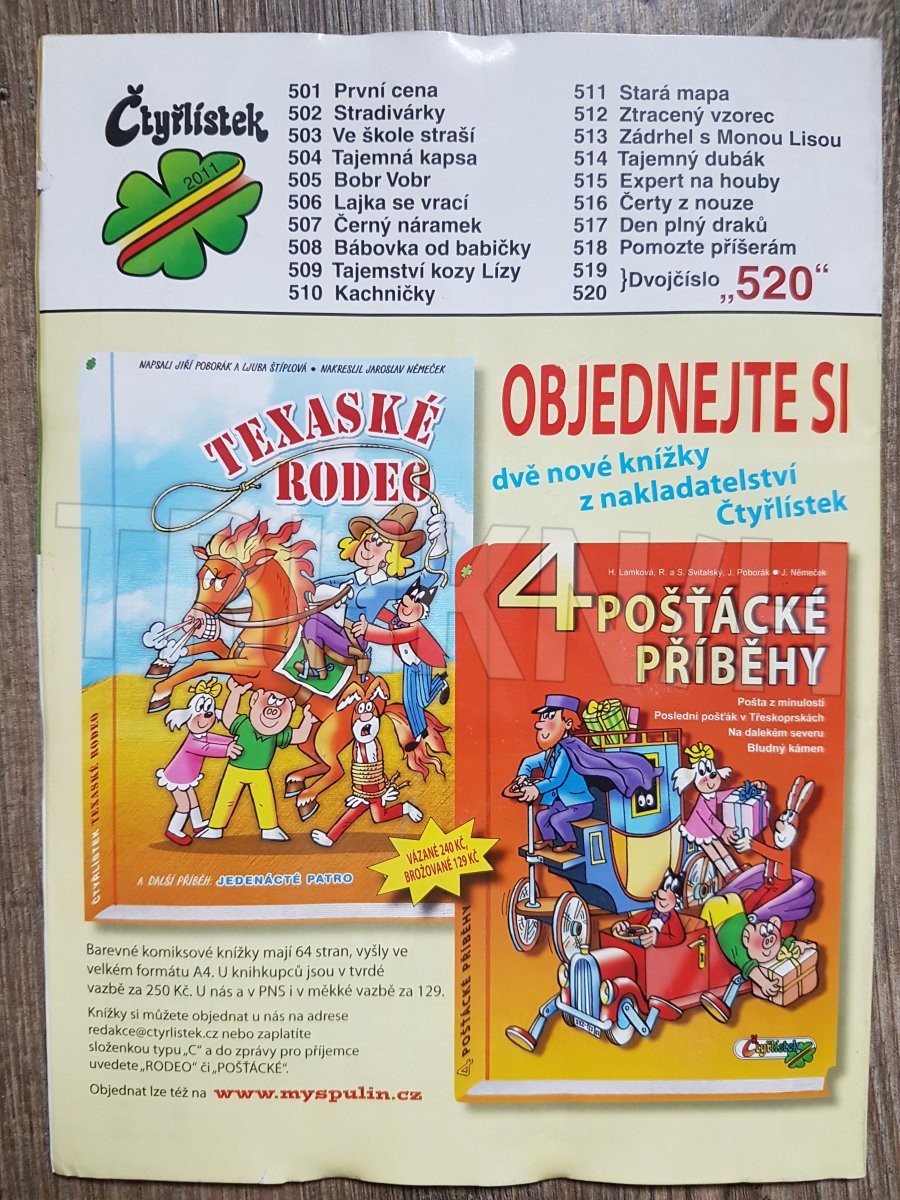 Čtyřlístek
2011
501 První cena
502 Stradivárky
503 Ve škole straší
504 Tajemná kapsa
505 Bobr Vobr
506 Lajka se vrací
507 Černý náramek
508 Bábovka od babičky
509 Tajemství kozy Lízy
510 Kachničky
511 Stará mapa
512 Ztracený vzorec
513 Zádrhel s Monou Lisou
514 Tajemný dubák
515 Expert na houby
516 Čerty z nouze
517 Den plný draků
518 Pomozte příšerám
519
520 }Dvojčíslo „520“
NAPSALI JIŘÍ POBORÁK A LJUBA ŠTÍPLOVÁ • NAKRESLIL JAROSLAV NĚMEČEK
TEXASKÉ
RODEO
ČTYŘLÍSTEK TEXASKÉ RODEO
A DALŠÍ PŘÍBĚH: JEDENÁCTÉ PATRO
OBJEDNEJTE SI
dvě nové knížky
z nakladatelství
Čtyřlístek
H. Lamková, R. a S. Svitalský, J. Poborák • J. Němeček
4 POŠŤÁCKÉ
PŘÍBĚHY
Pošta z minulosti
Poslední pošťák v Třeskoprskách
Na dalekém severu
Bludný kámen
4 POŠŤÁCKÉ PŘÍBĚHY
Čtyřlístek
VÁZANÉ 240 KČ,
BROŽOVANÉ 129 KČ
Barevné komiksové knížky mají 64 stran, vyšly ve
velkém formátu A4. U knihkupců jsou v tvrdé
vazbě za 250 Kč. U nás a v PNS i v měkké vazbě za 129.
Knížky si můžete objednat u nás na adrese
redakce@ctyrlistek.cz nebo zaplatíte
složenkou typu „C“ a do zprávy pro příjemce
uvedete „RODEO“ či „POŠŤÁCKÉ“.
Objednat lze též na www.myspulin.cz